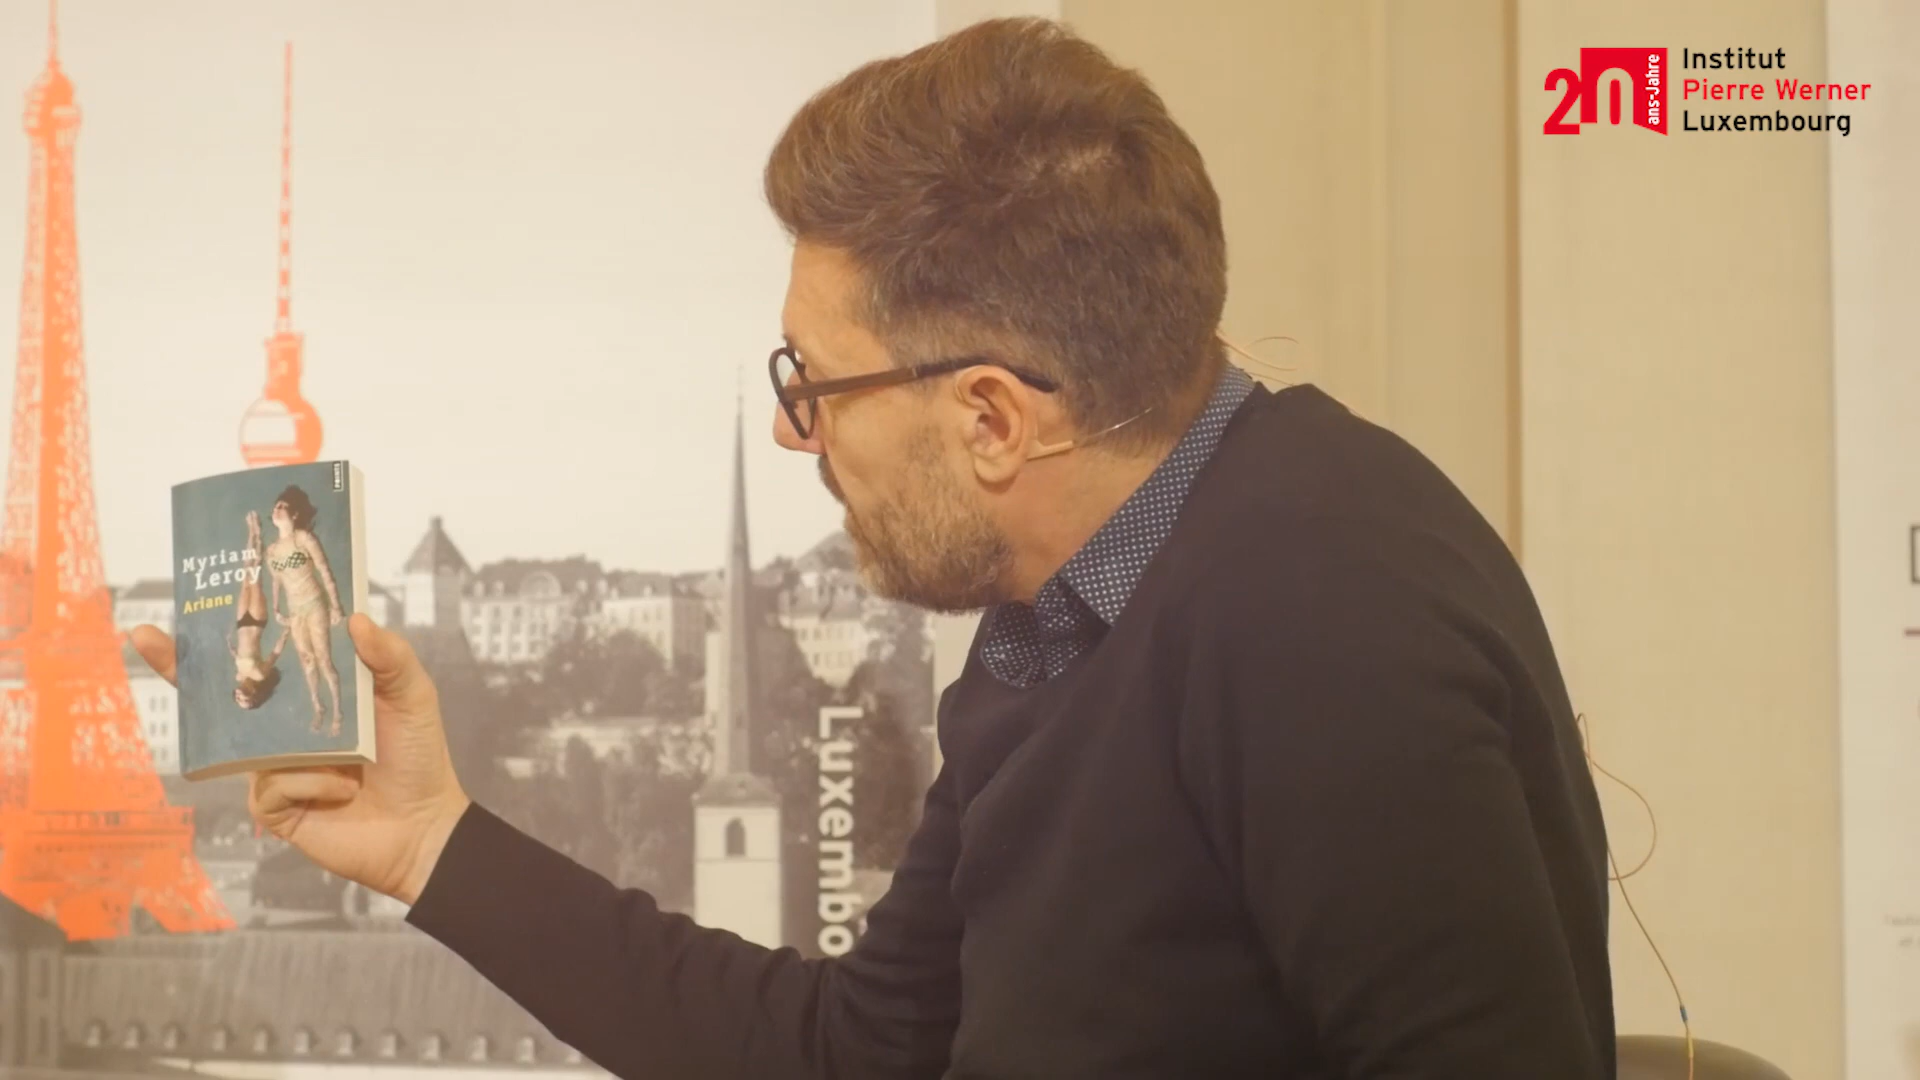 20 ans-Jahre
Institut
Pierre Werner
Luxembourg
POINTS
Myriam
Leroy
Ariane
Luxembo